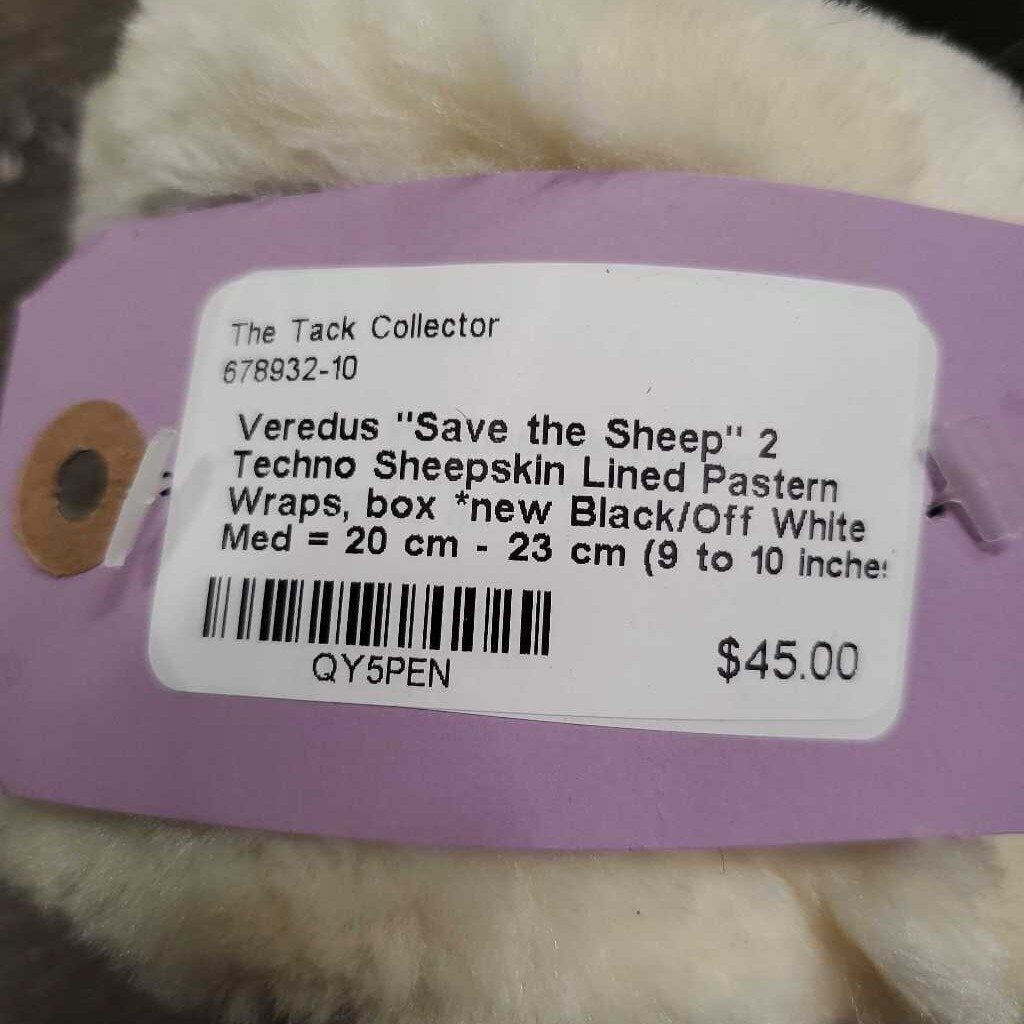 The Tack Collector
678932-10
Veredus "Save the Sheep" 2
Techno Sheepskin Lined Pastern
Wraps, box *new Black/Off White
Med = 20 cm - 23 cm (9 to 10 inches
QY5PEN
$45.00